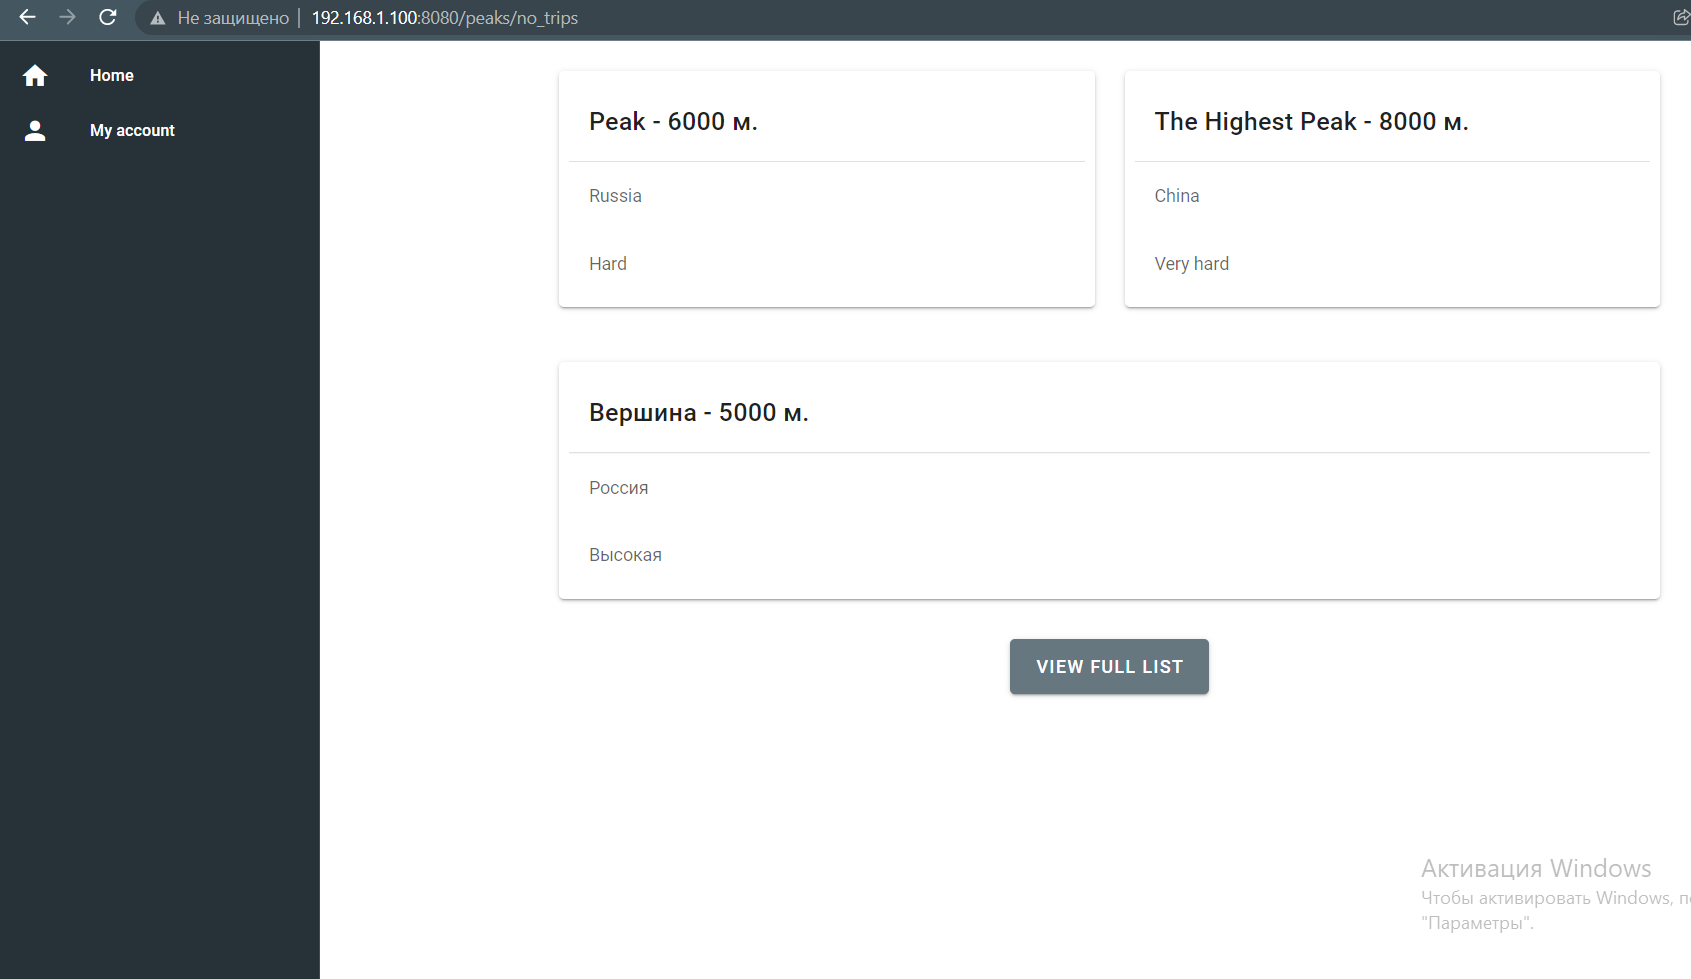 Не защищено 192.168.1.100:8080/peaks/no_trips
Home
My account
Peak - 6000 м.
Russia
Hard
The Highest Peak - 8000 м.
China
Very hard
Вершина - 5000 м.
Россия
Высокая
VIEW FULL LIST
Активация Windows
Чтобы активировать Windows,
"Параметры".